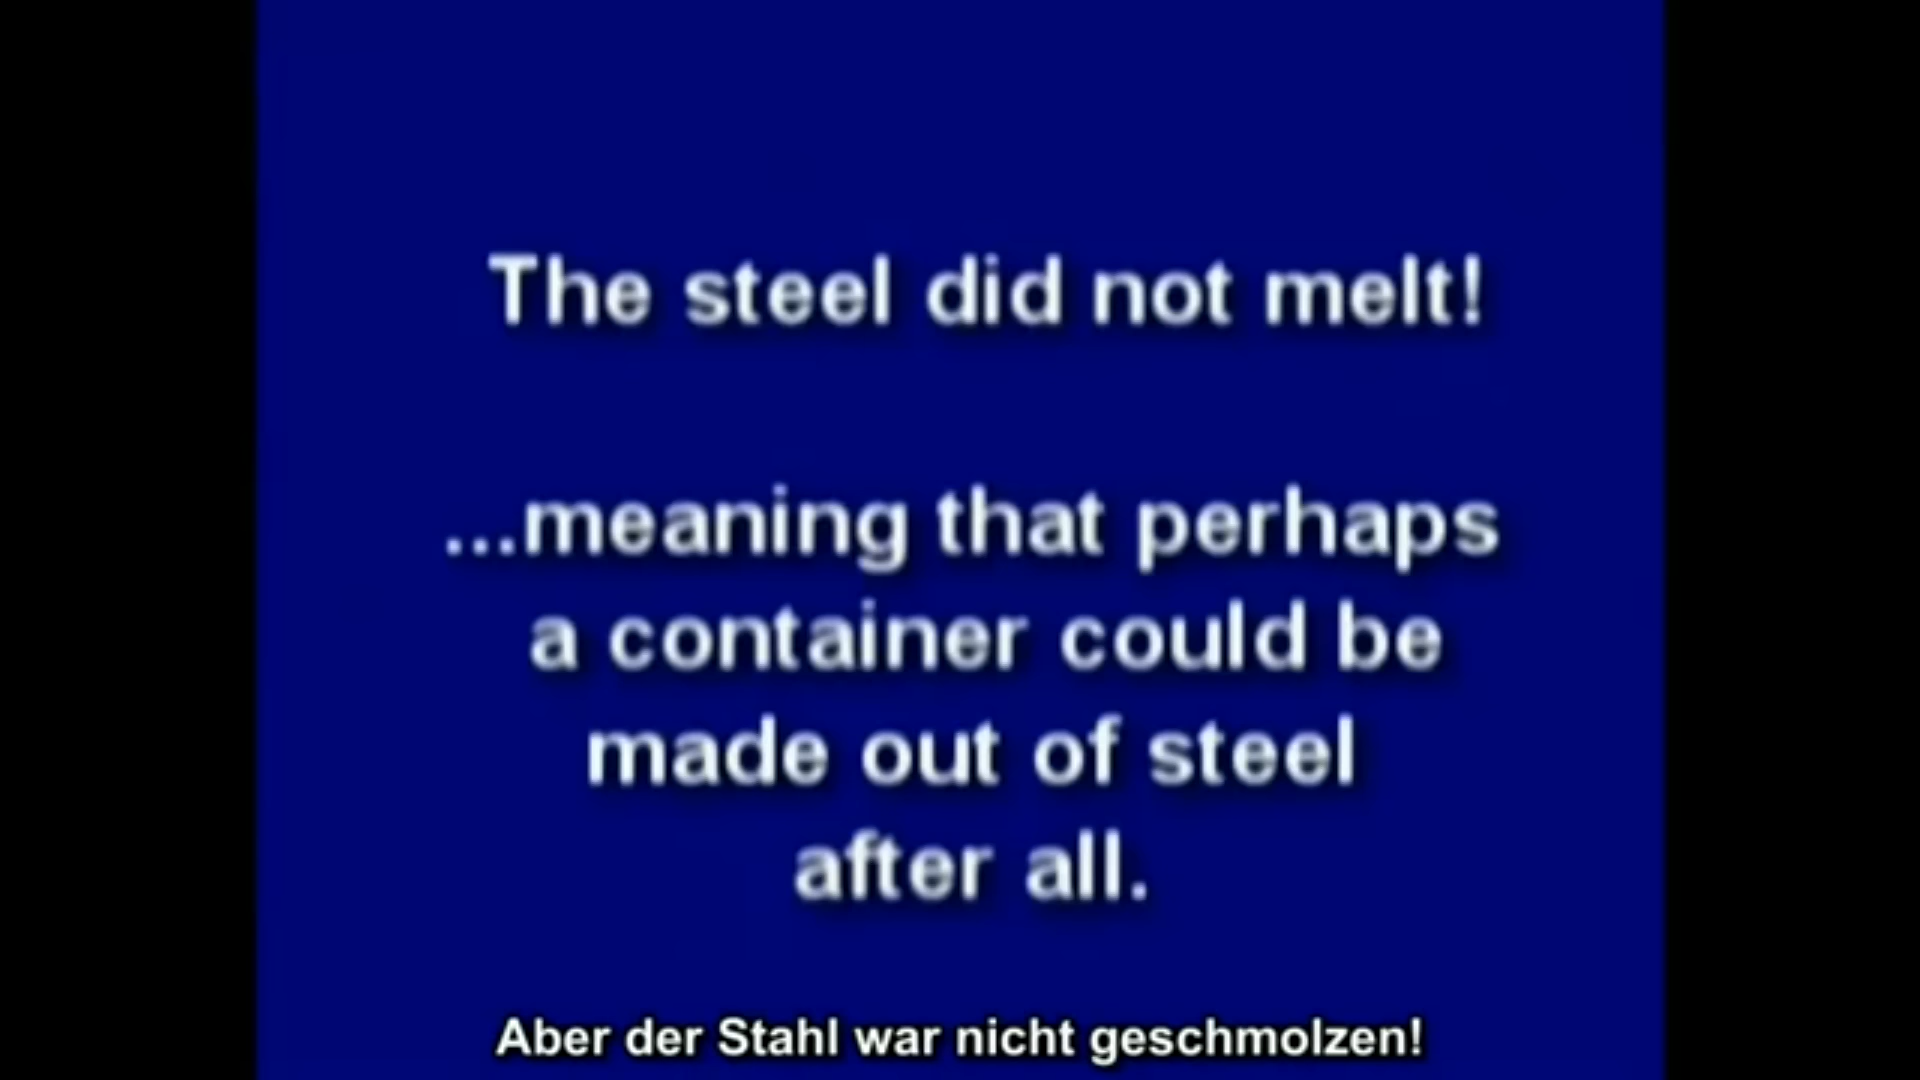 The steel did not melt!
...meaning that perhaps
a container could be
made out of steel
after all.
Aber der Stahl war nicht geschmolzen!